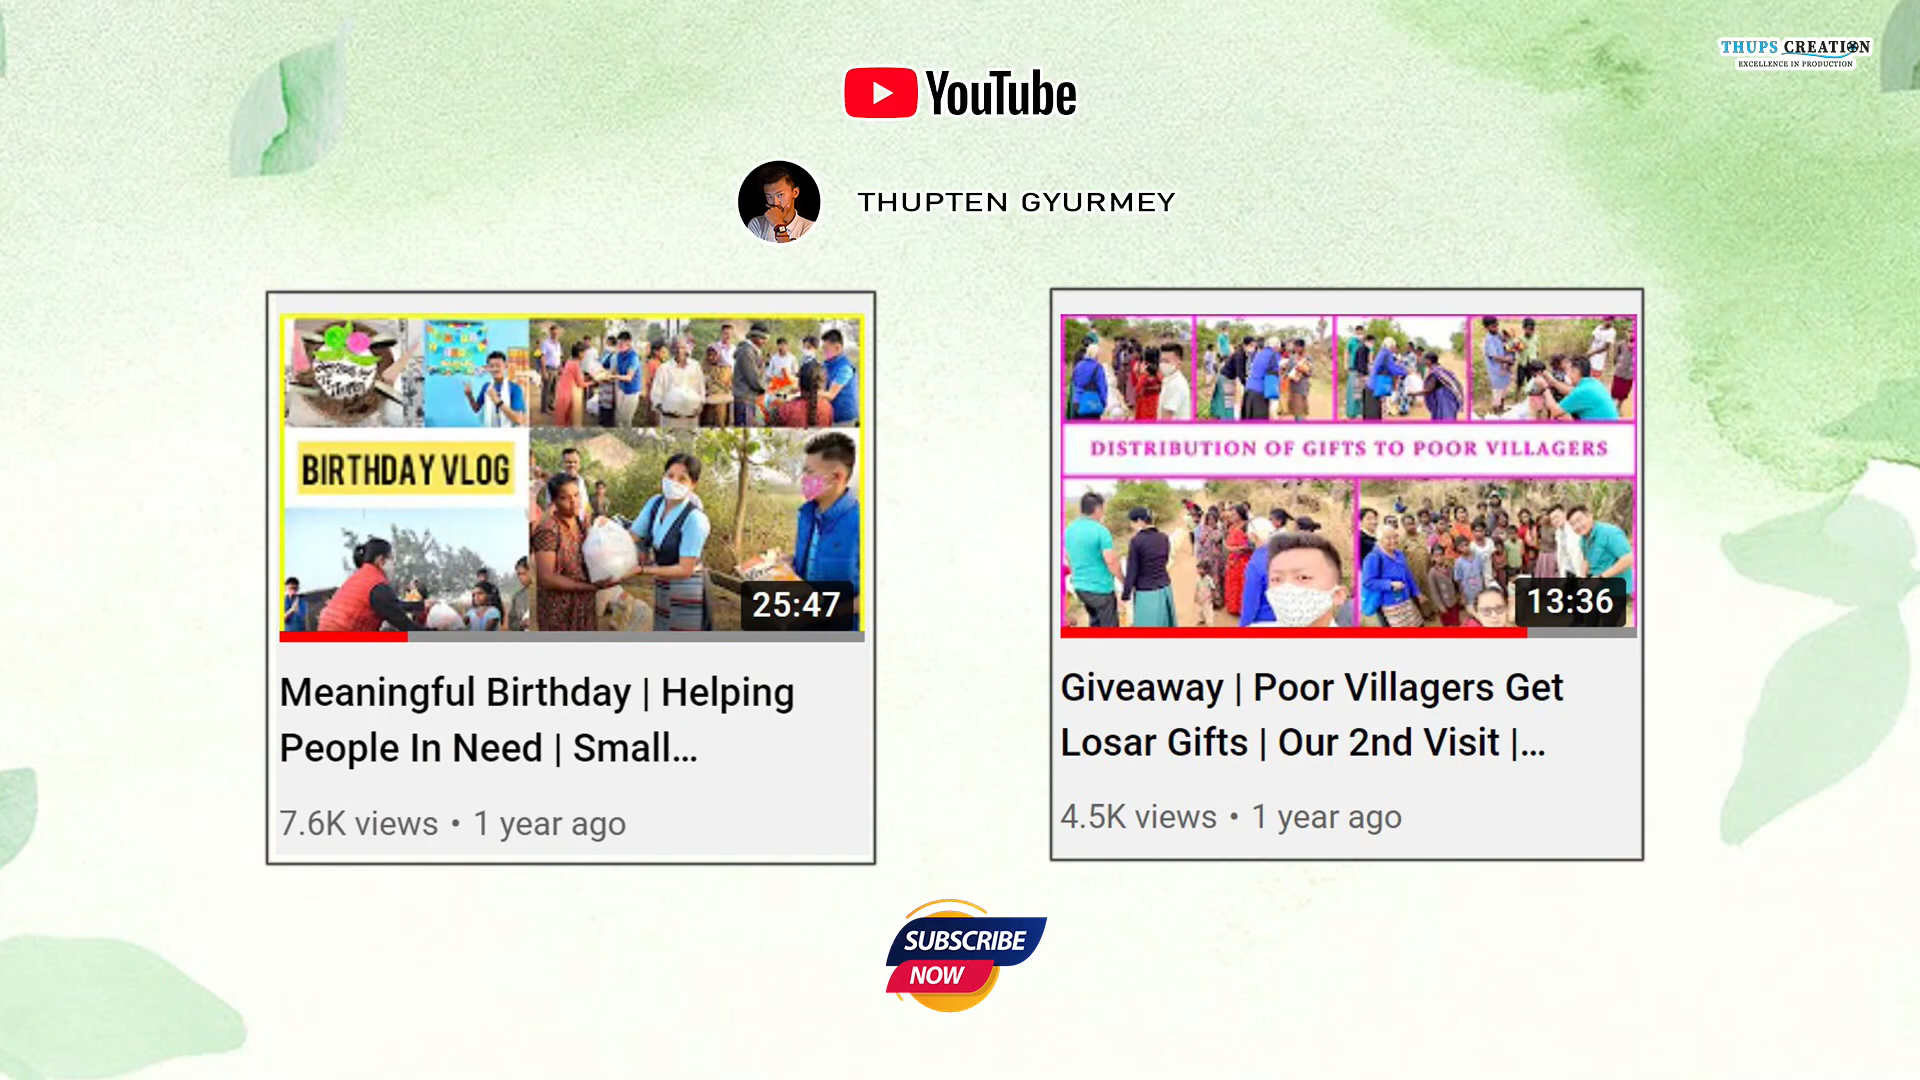 THUPS CREATION
EXCELLENCE IN PRODUCTION
YouTube
THUPTEN GYURMEY
BIRTHDAY VLOG
25:47
Meaningful Birthday | Helping
People In Need | Small...
7.6K views • 1 year ago
DISTRIBUTION OF GIFTS TO POOR VILLAGERS
13:36
Giveaway | Poor Villagers Get
Losar Gifts | Our 2nd Visit |...
4.5K views • 1 year ago
SUBSCRIBE
NOW